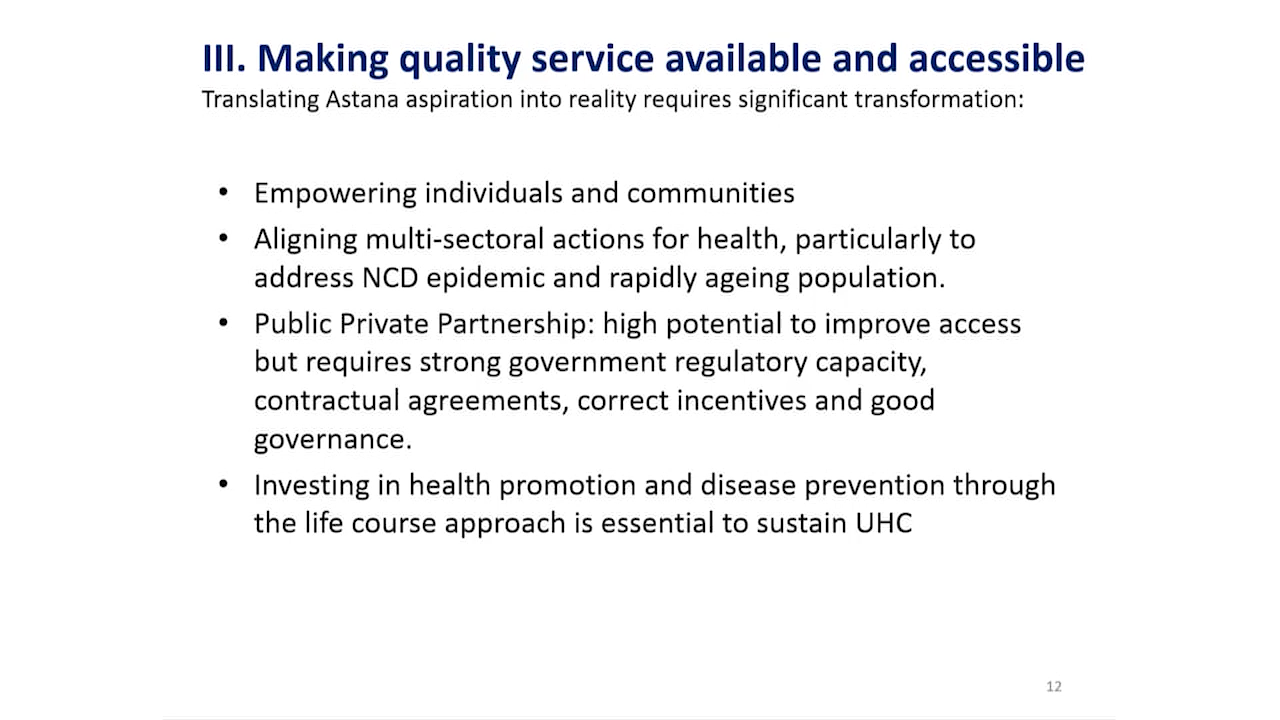 III. Making quality service available and accessible
Translating Astana aspiration into reality requires significant transformation:
• Empowering individuals and communities
• Aligning multi-sectoral actions for health, particularly to
address NCD epidemic and rapidly ageing population.
• Public Private Partnership: high potential to improve access
but requires strong government regulatory capacity,
contractual agreements, correct incentives and good
governance.
• Investing in health promotion and disease prevention through
the life course approach is essential to sustain UHC
12